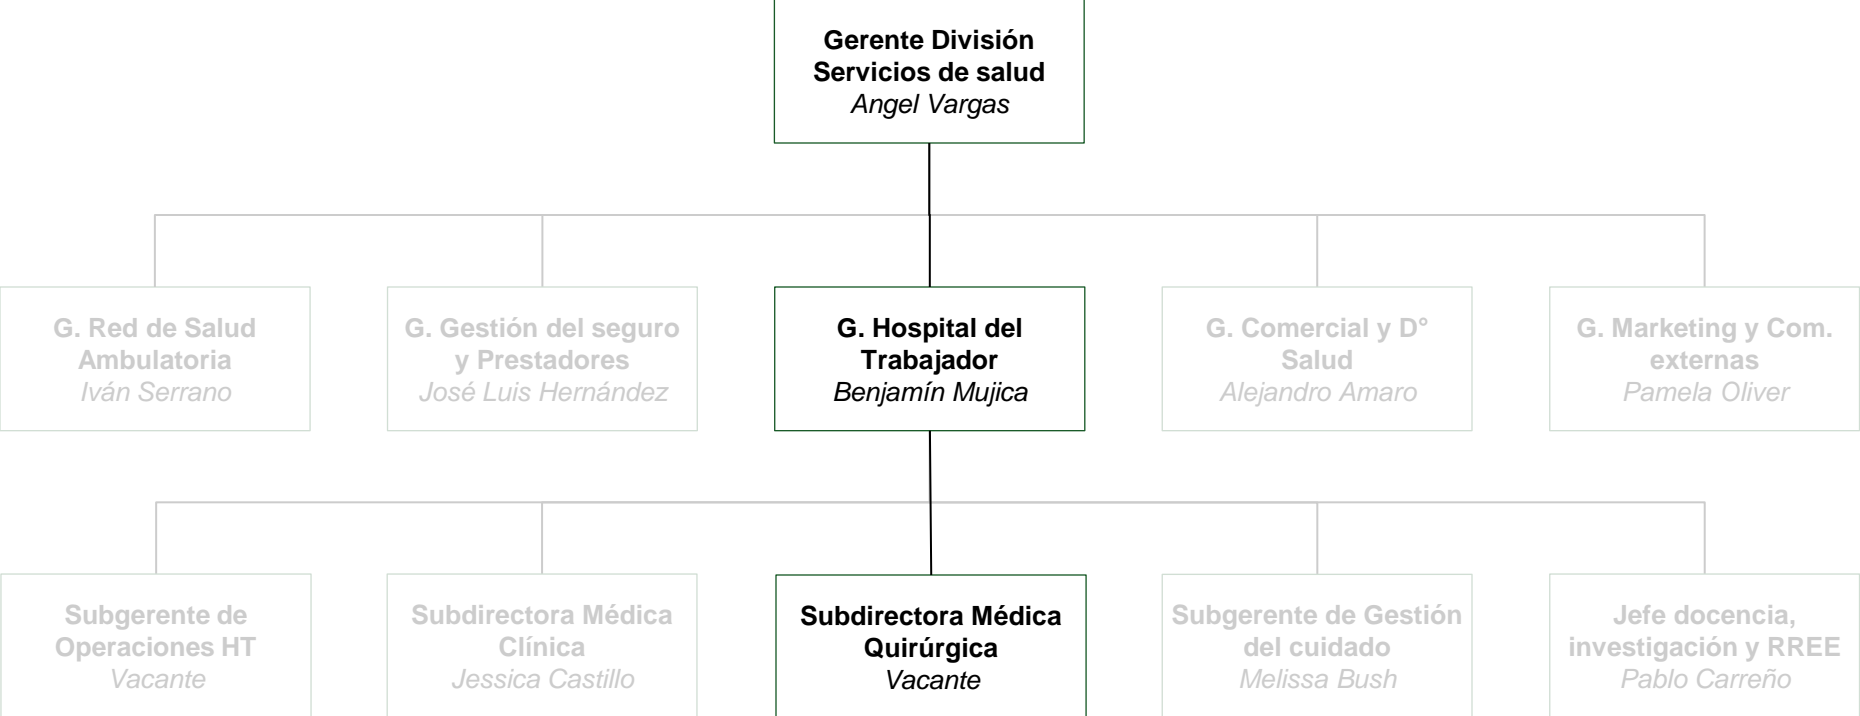 Gerente División
Servicios de salud
Angel Vargas
G. Red de Salud
Ambulatoria
Iván Serrano
G. Gestión del seguro
y Prestadores
José Luis Hernández
G. Hospital del
Trabajador
Benjamín Mujica
G. Comercial y D°
Salud
Alejandro Amaro
G. Marketing y Com.
externas
Pamela Oliver
Subgerente de
Operaciones HT
Vacante
Subdirectora Médica
Clínica
Jessica Castillo
Subdirectora Médica
Quirúrgica
Vacante
Subgerente de Gestión
del cuidado
Melissa Bush
Jefe docencia,
investigación y RREE
Pablo Carreño